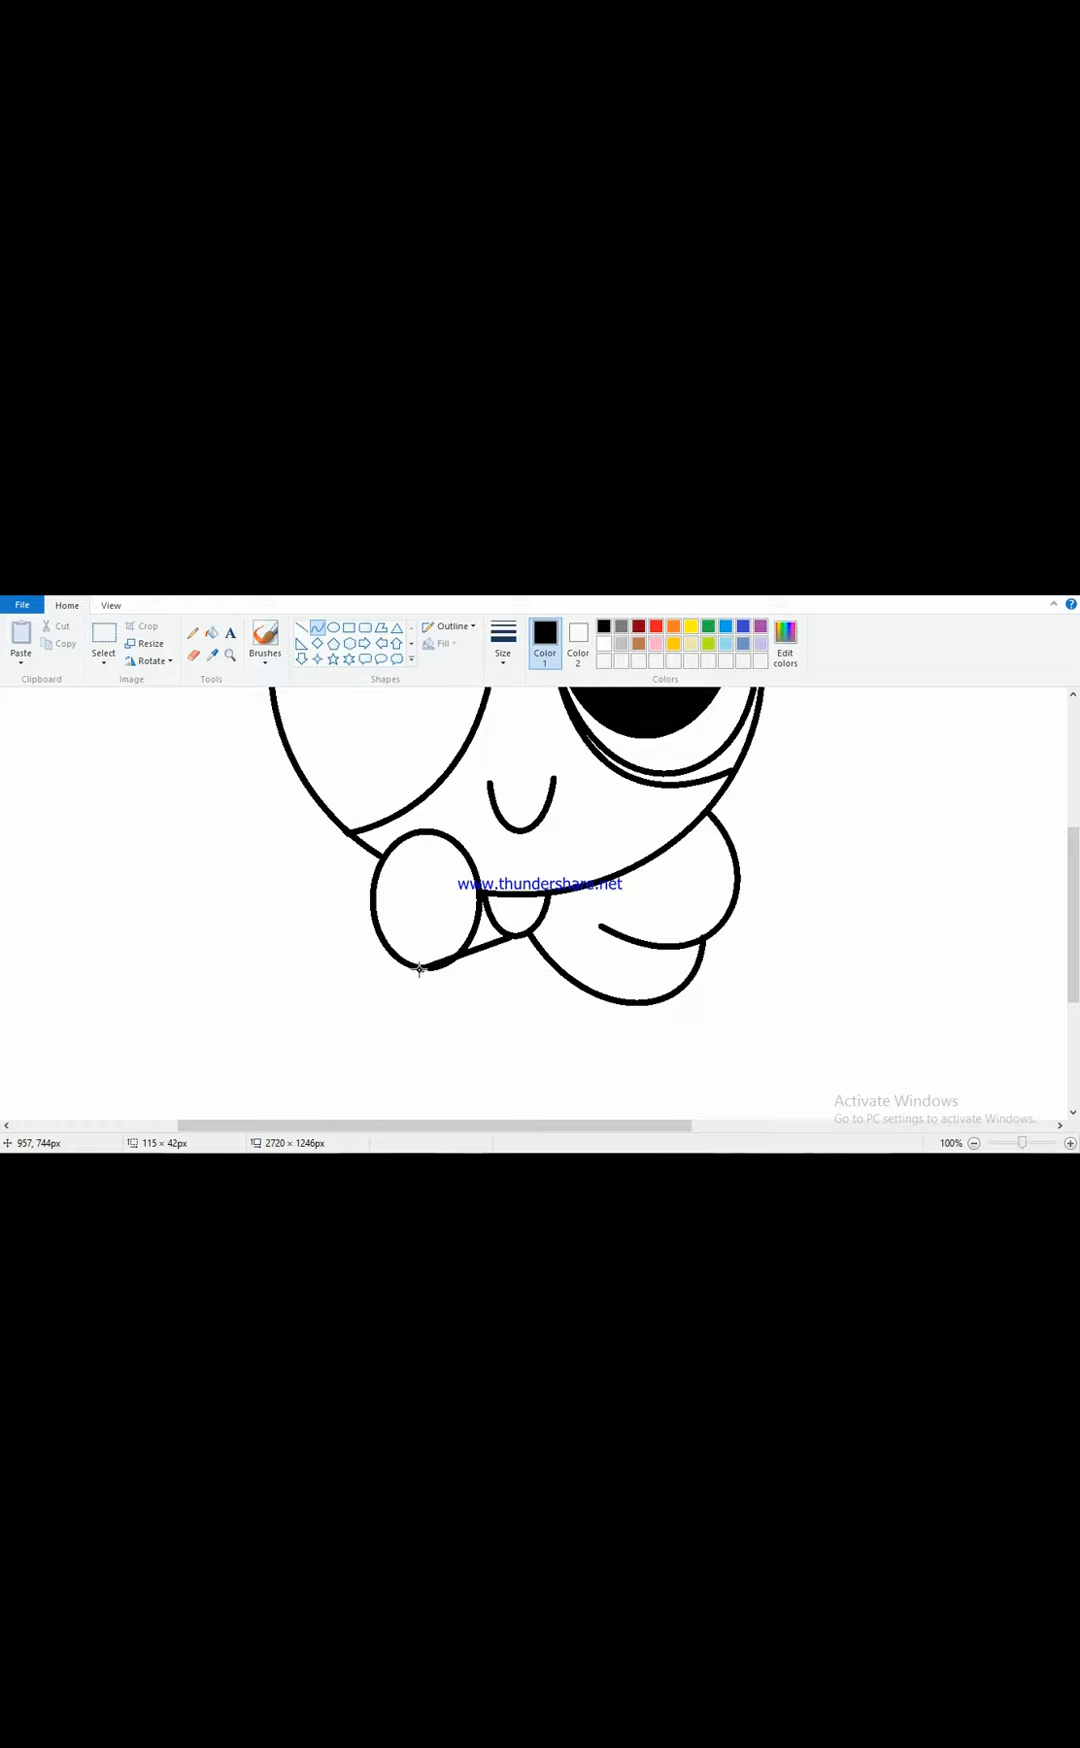 File Home View
Paste
Cut
Copy
Clipboard
Select
Crop
Resize
Rotate
Image
A
Tools
Brushes
Outline
Fill
Shapes
Size
Color
1
Color
2
Edit
colors
Colors
www.thundershare.net
Activate Windows
Go to PC settings to activate Windows.
957, 744px 115 × 42px 2720 × 1246px 100%